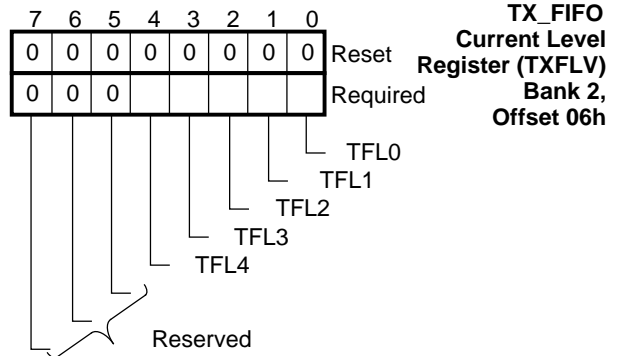 7 6 5 4 3 2 1 0
0 0 0 0 0 0 0 0 Reset
0 0 0 Required
TX_FIFO
Current Level
Register (TXFLV)
Bank 2,
Offset 06h
TFL0
TFL1
TFL2
TFL3
TFL4
Reserved